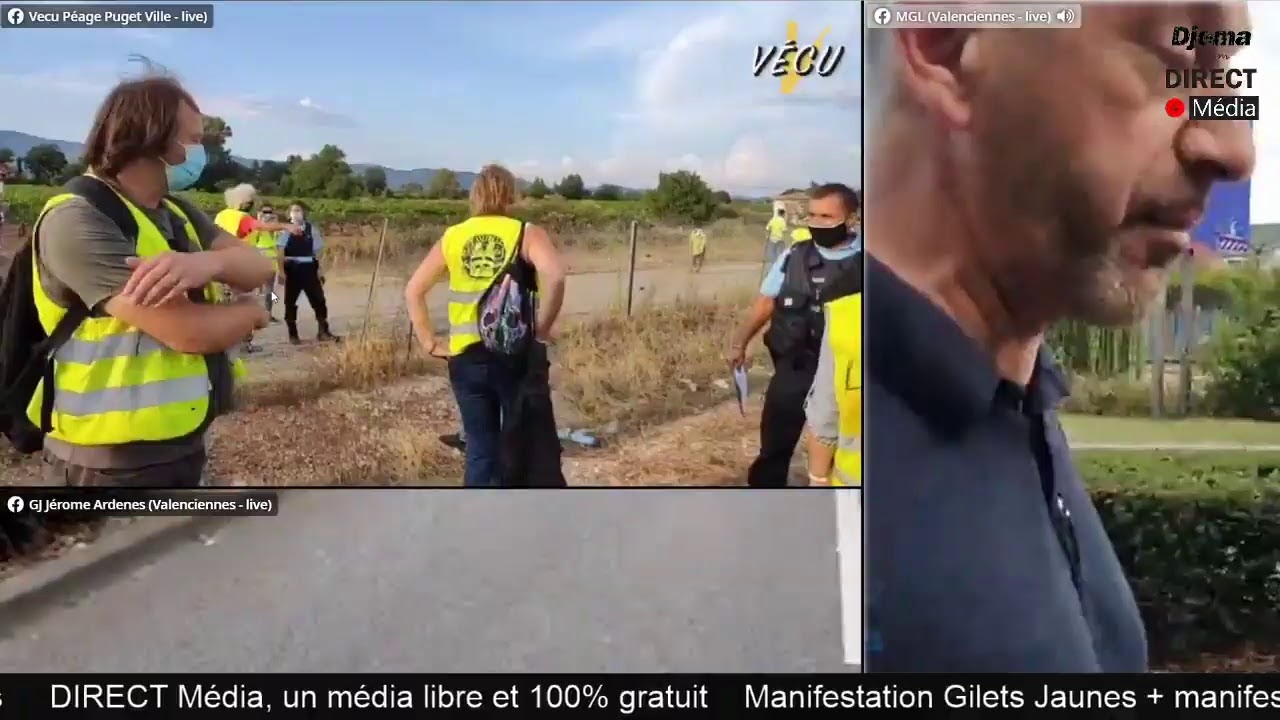 Vecu Péage Puget Ville - live)
VÉCU
MGL (Valenciennes - live)
Djema
DIRECT
Média
GJ Jérome Ardenes (Valenciennes - live)
s DIRECT Média, un média libre et 100% gratuit Manifestation Gilets Jaunes + manifes